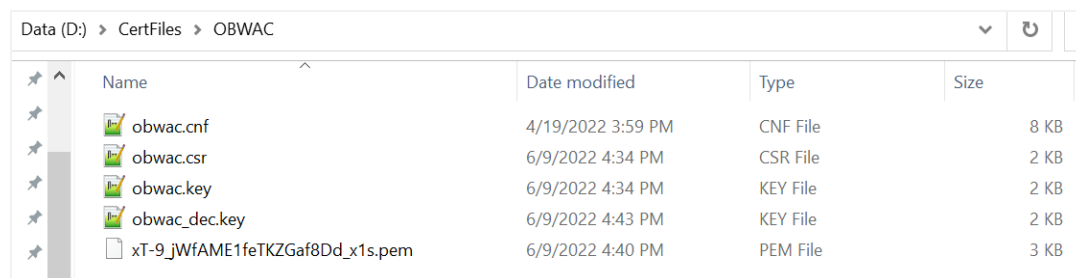 Data (D:) > CertFiles > OBWAC
Name Date modified Type Size
obwac.cnf 4/19/2022 3:59 PM CNF File 8 KB
obwac.csr 6/9/2022 4:34 PM CSR File 2 KB
obwac.key 6/9/2022 4:34 PM KEY File 2 KB
obwac_dec.key 6/9/2022 4:43 PM KEY File 2 KB
xT-9_jWfAME1feTKZGaf8Dd_x1s.pem 6/9/2022 4:40 PM PEM File 3 KB